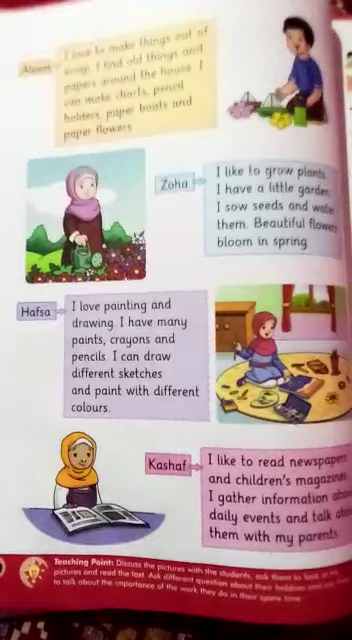 Aleem
I love to make things out of
scrap. I find old things and
papers around the house. I
can make charts, pencil
holders, paper boats and
paper flowers
Zoha
I like to grow plants.
I have a little garden.
I sow seeds and water
them. Beautiful flowers
bloom in spring.
Hafsa
I love painting and
drawing. I have many
paints, crayons and
pencils. I can draw
different sketches
and paint with different
colours.
Kashaf
I like to read newspapers
and children's magazines
I gather information about
daily events and talk about
them with my parents.
Teaching Point: Discuss the pictures with the students, ask them to look at the
pictures and read the text. Ask different question about their hobbies and
to talk about the importance of the work they do in their spare time.